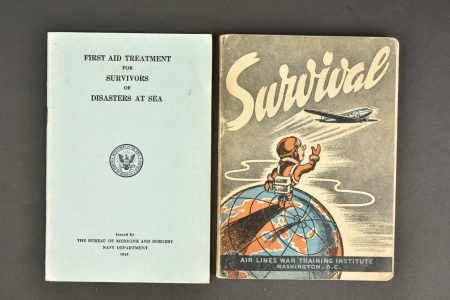 FIRST AID TREATMENT
FOR
SURVIVORS
OF
DISASTERS AT SEA
Issued By
THE BUREAU OF MEDICINE AND SURGERY
NAVY DEPARTMENT
1943
Survival
AIR LINES WAR TRAINING INSTITUTE
WASHINGTON, D.C.